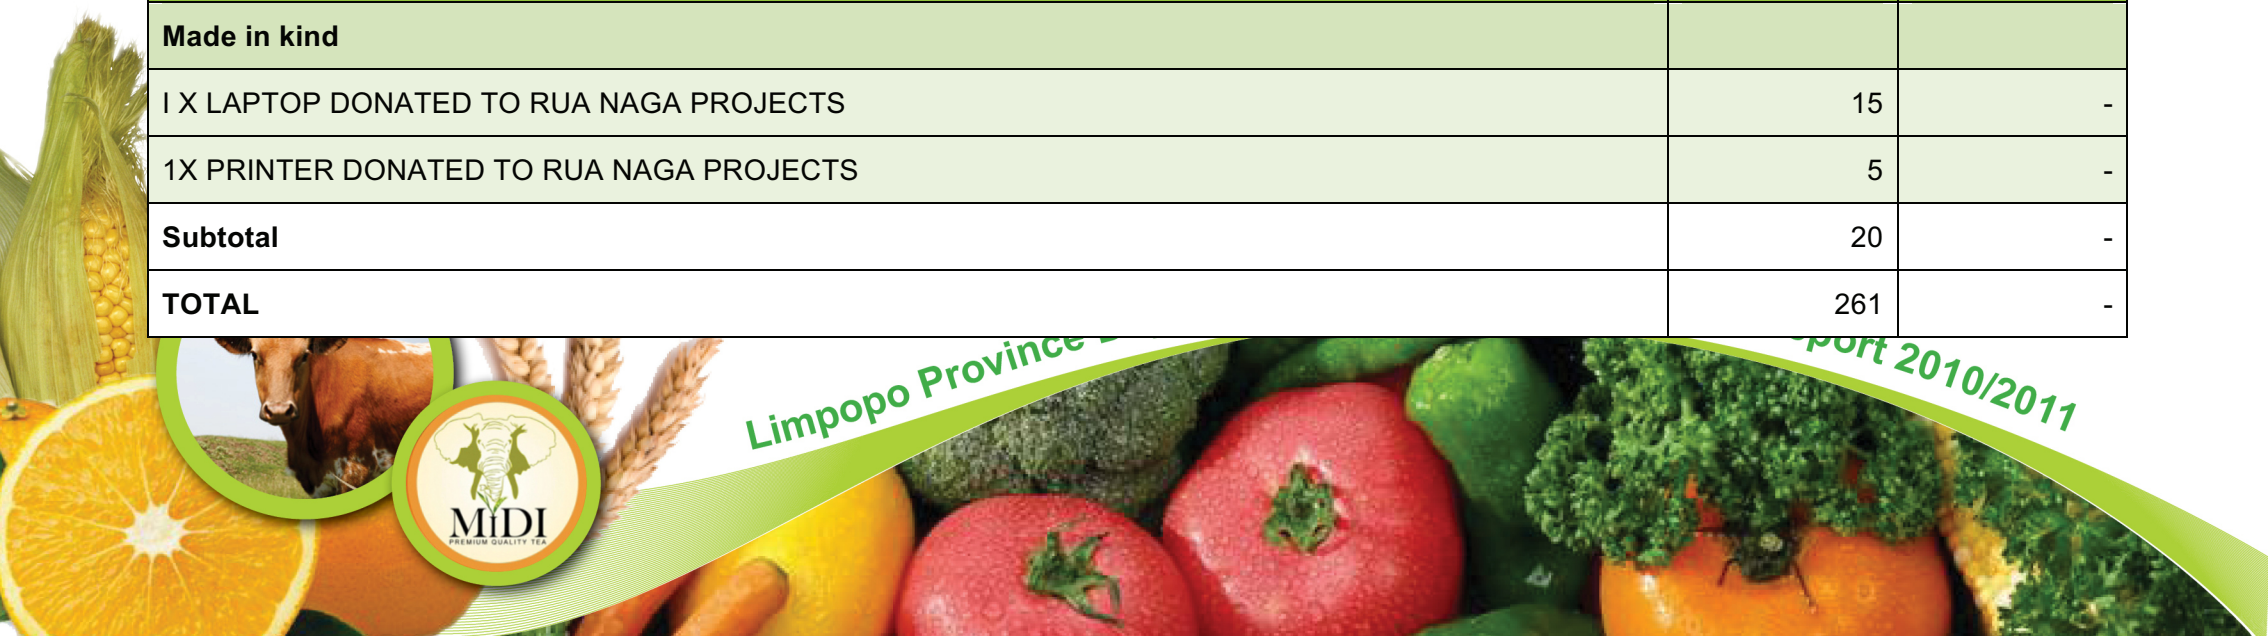 Made in kind
I X LAPTOP DONATED TO RUA NAGA PROJECTS 15 -
1X PRINTER DONATED TO RUA NAGA PROJECTS 5 -
Subtotal 20 -
TOTAL 261 -
Limpopo Province
2010/2011
MiDI
PREMIUM QUALITY TEA